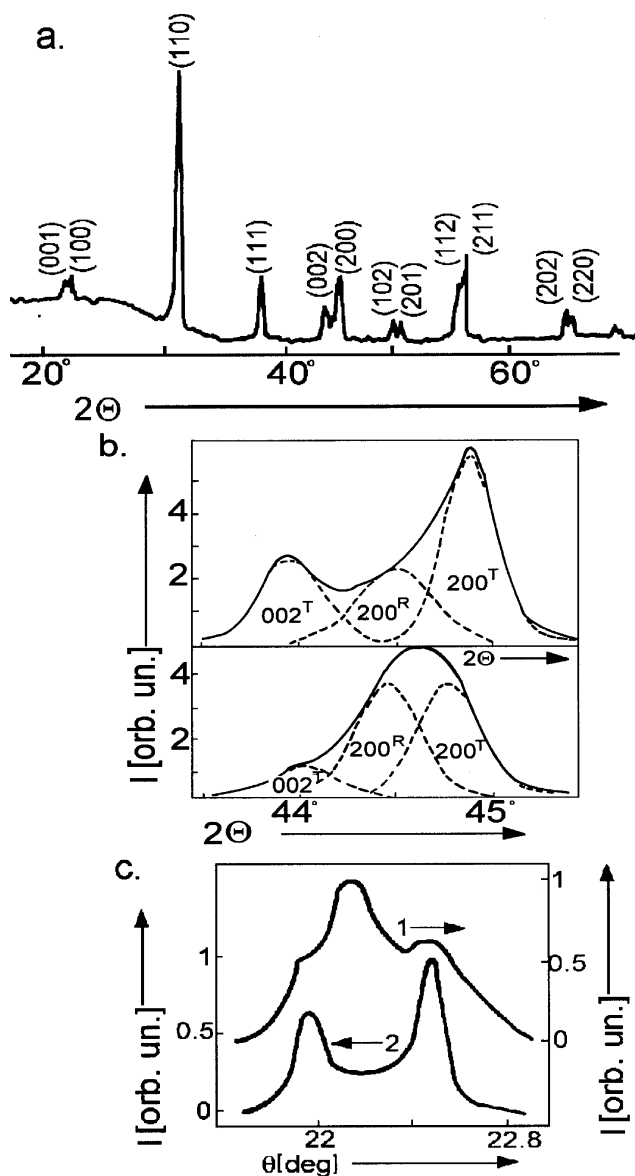 a.
(001)
(100)
(110)
(111)
(002)
(200)
(102)
(201)
(112)
(211)
(202)
(220)
20° 40° 60°
2Θ
b.
4
2
002ᵀ
200ᴿ
200ᵀ
2Θ
4
2
002ᵀ
200ᴿ
200ᵀ
I [orb. un.]
44° 45°
2Θ
c.
1
0.5
0
1
0.5
0
1
2
I [orb. un.]
I [orb. un.]
22 22.8
θ[deg]